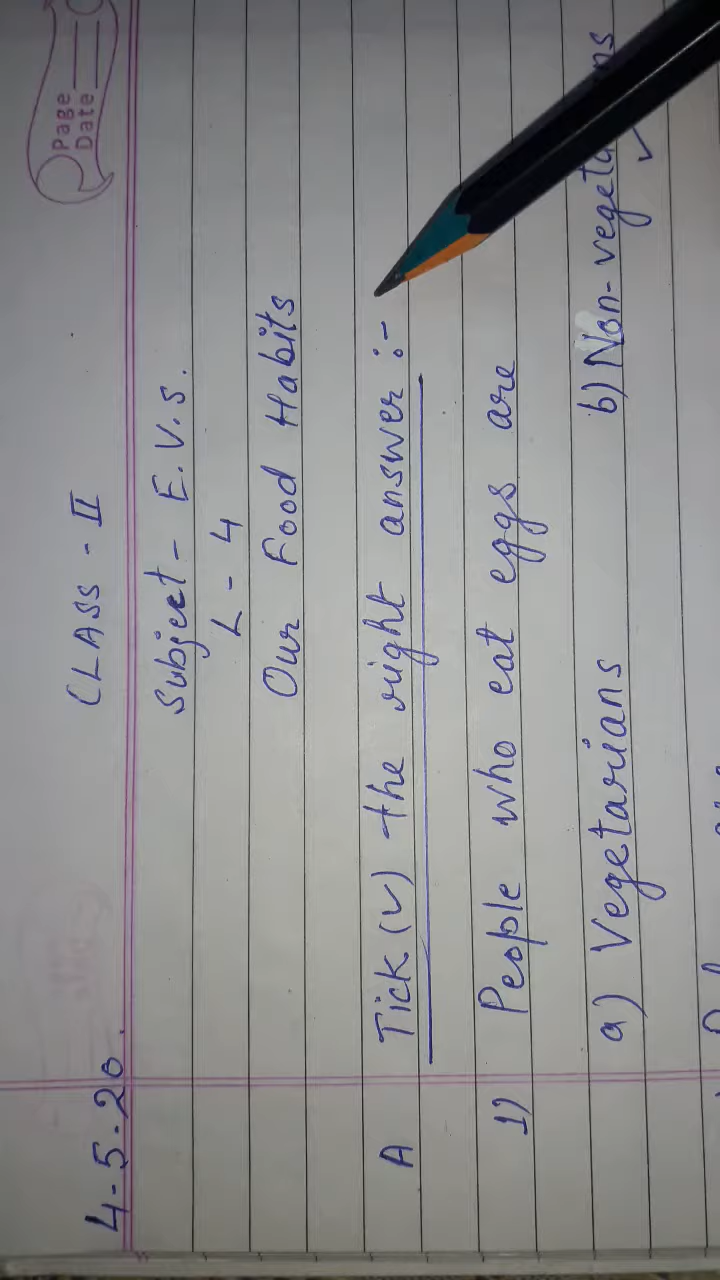 Page
Date
4-5-20.
CLASS - II
Subject - E.V.S.
L - 4
Our Food Habits
A Tick (✓) the right answer :-
1) People who eat eggs are
a) Vegetarians b) Non-vegetarians ✓